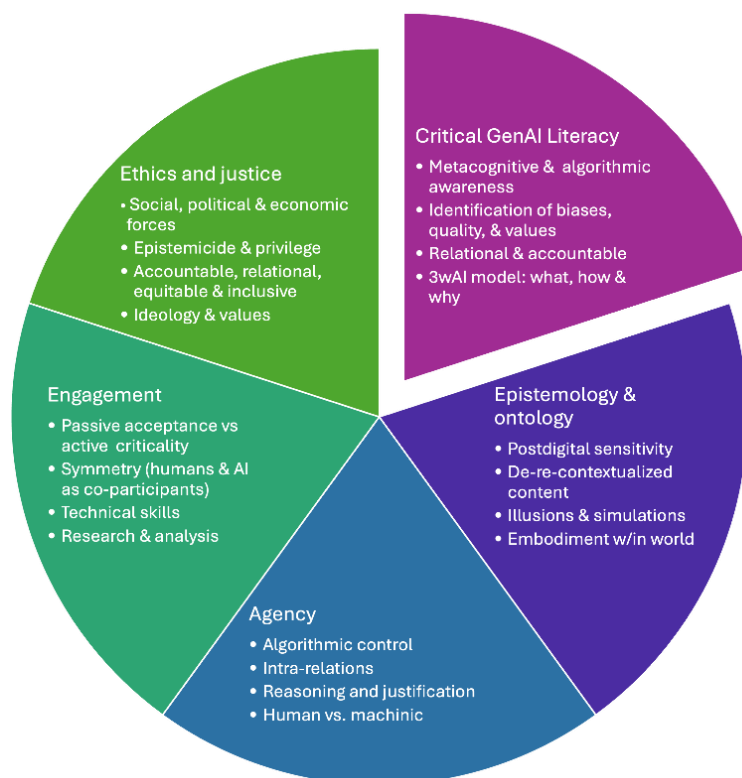 Critical GenAI Literacy
• Metacognitive & algorithmic
awareness
• Identification of biases,
quality, & values
• Relational & accountable
• 3wAI model: what, how &
why
Epistemology &
ontology
• Postdigital sensitivity
• De-re-contextualized
content
• Illusions & simulations
• Embodiment w/in world
Agency
• Algorithmic control
• Intra-relations
• Reasoning and justification
• Human vs. machinic
Engagement
• Passive acceptance vs
active criticality
• Symmetry (humans & AI
as co-participants)
• Technical skills
• Research & analysis
Ethics and justice
• Social, political & economic
forces
• Epistemicide & privilege
• Accountable, relational,
equitable & inclusive
• Ideology & values